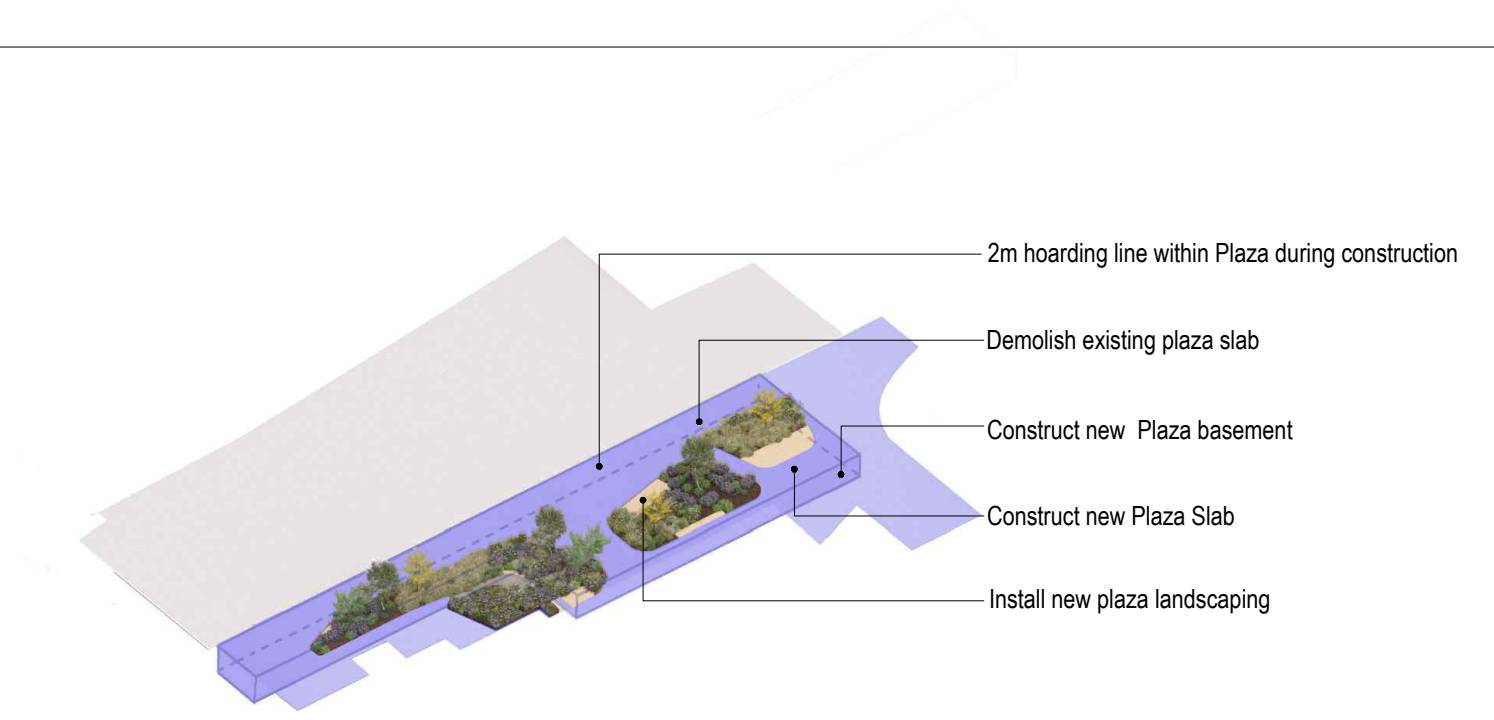 2m hoarding line within Plaza during construction
Demolish existing plaza slab
Construct new Plaza basement
Construct new Plaza Slab
Install new plaza landscaping